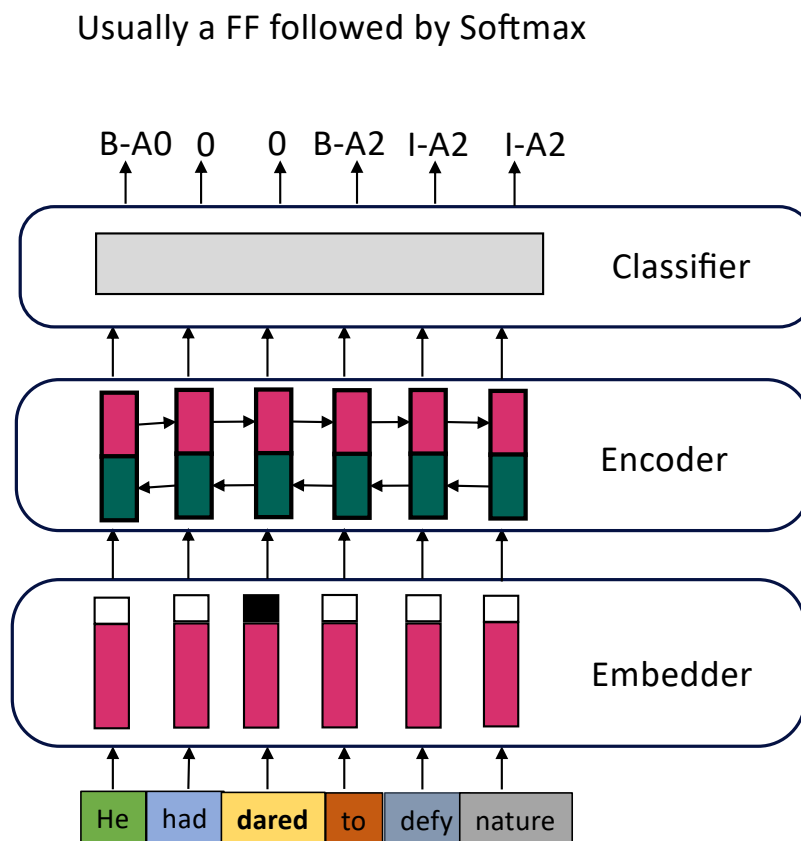 Usually a FF followed by Softmax
B-A0 0 0 B-A2 I-A2 I-A2
Classifier
Encoder
Embedder
He had dared to defy nature